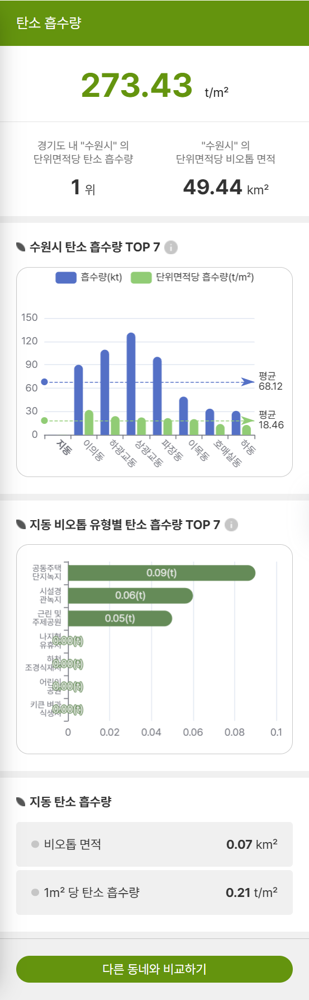 탄소 흡수량
273.43 t/m²
경기도 내 "수원시" 의
단위면적당 탄소 흡수량
1 위
"수원시" 의
단위면적당 비오톱 면적
49.44 km²
수원시 탄소 흡수량 TOP 7
흡수량(kt) 단위면적당 흡수량(t/m²)
150
120
90
60
30
0
평균
68.12
평균
18.46
지동 이의동 하광교동 상광교동 파장동 이목동 호매실동 하동
지동 비오톱 유형별 탄소 흡수량 TOP 7
공동주택
단지녹지
0.09(t)
시설경
관녹지
0.06(t)
근린 및
주제공원
0.05(t)
나지형
유휴지
0.00(t)
하천
조경식재지
0.00(t)
어린이
공원
0.00(t)
키큰 벼과
식생지
0.00(t)
0 0.02 0.04 0.06 0.08 0.1
지동 탄소 흡수량
비오톱 면적 0.07 km²
1m² 당 탄소 흡수량 0.21 t/m²
다른 동네와 비교하기